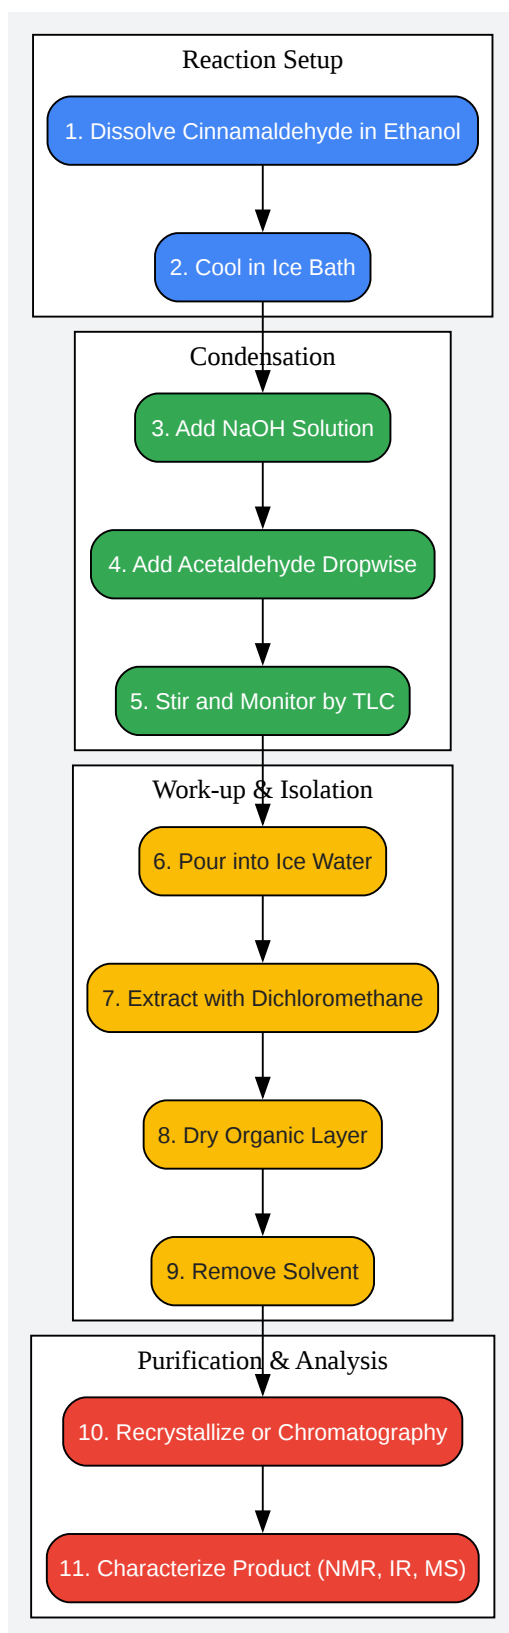 Reaction Setup
1. Dissolve Cinnamaldehyde in Ethanol
2. Cool in Ice Bath
Condensation
3. Add NaOH Solution
4. Add Acetaldehyde Dropwise
5. Stir and Monitor by TLC
Work-up & Isolation
6. Pour into Ice Water
7. Extract with Dichloromethane
8. Dry Organic Layer
9. Remove Solvent
Purification & Analysis
10. Recrystallize or Chromatography
11. Characterize Product (NMR, IR, MS)